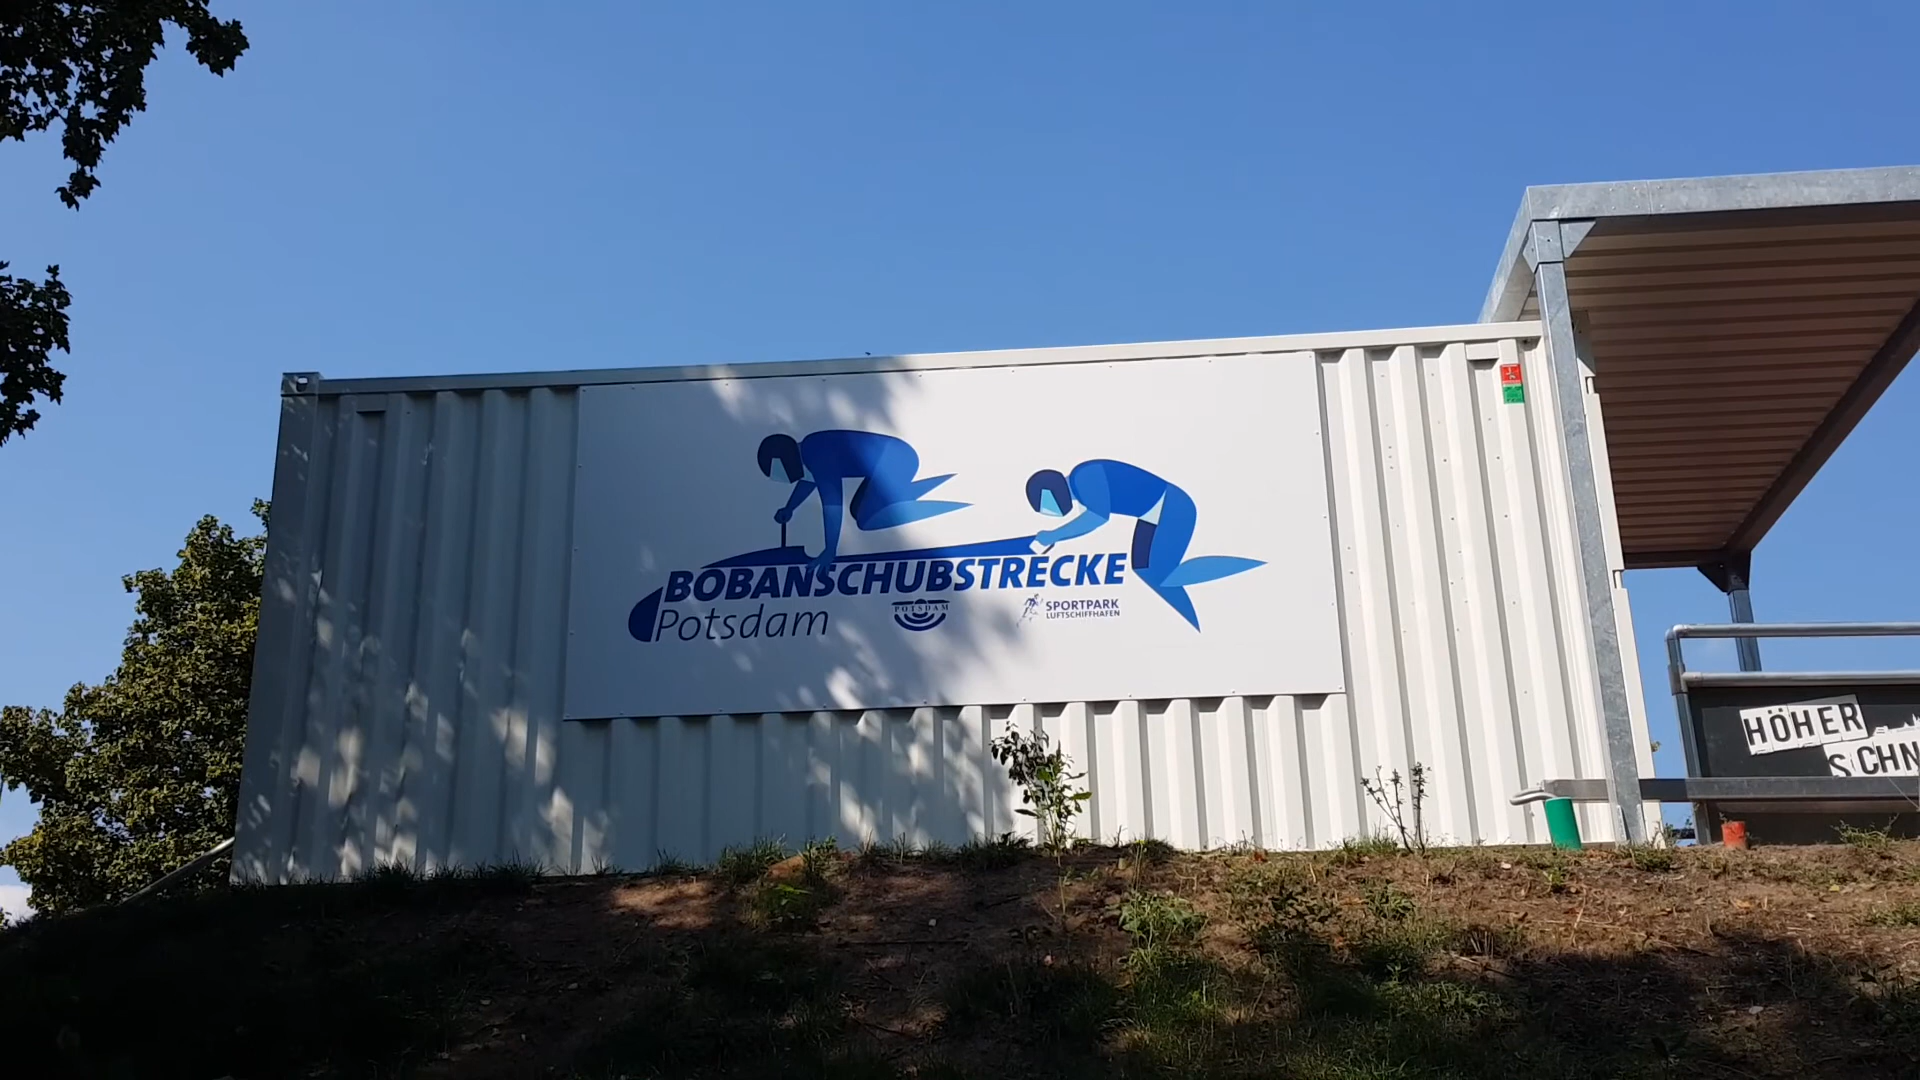 BOBANSCHUBSTRECKE
Potsdam
POTSDAM
SPORTPARK
LUFTSCHIFFHAFEN
HÖHER
SCHN